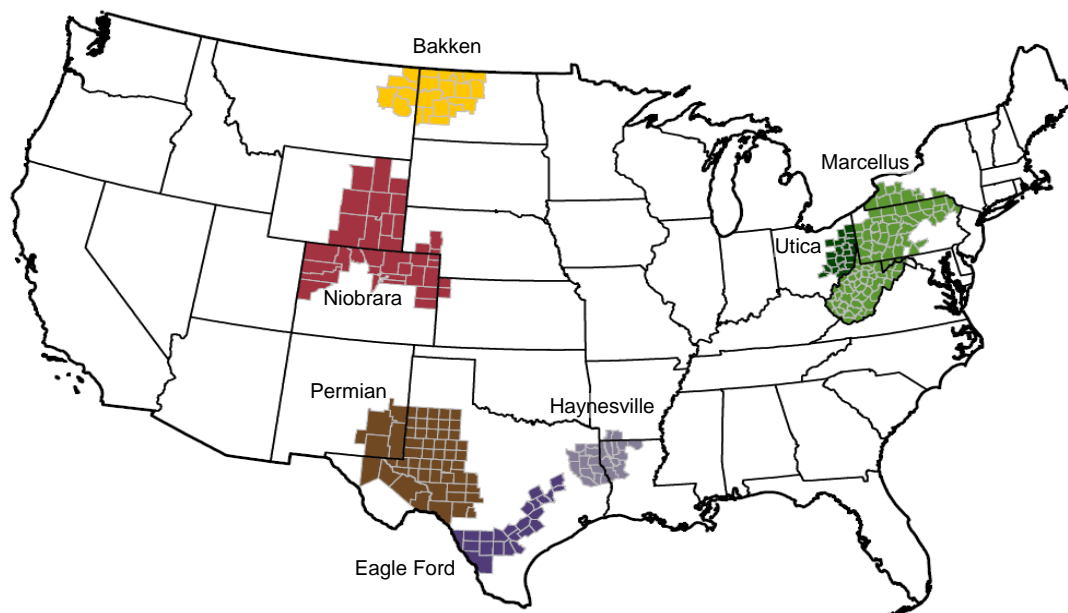 Bakken
Marcellus
Utica
Niobrara
Permian
Haynesville
Eagle Ford